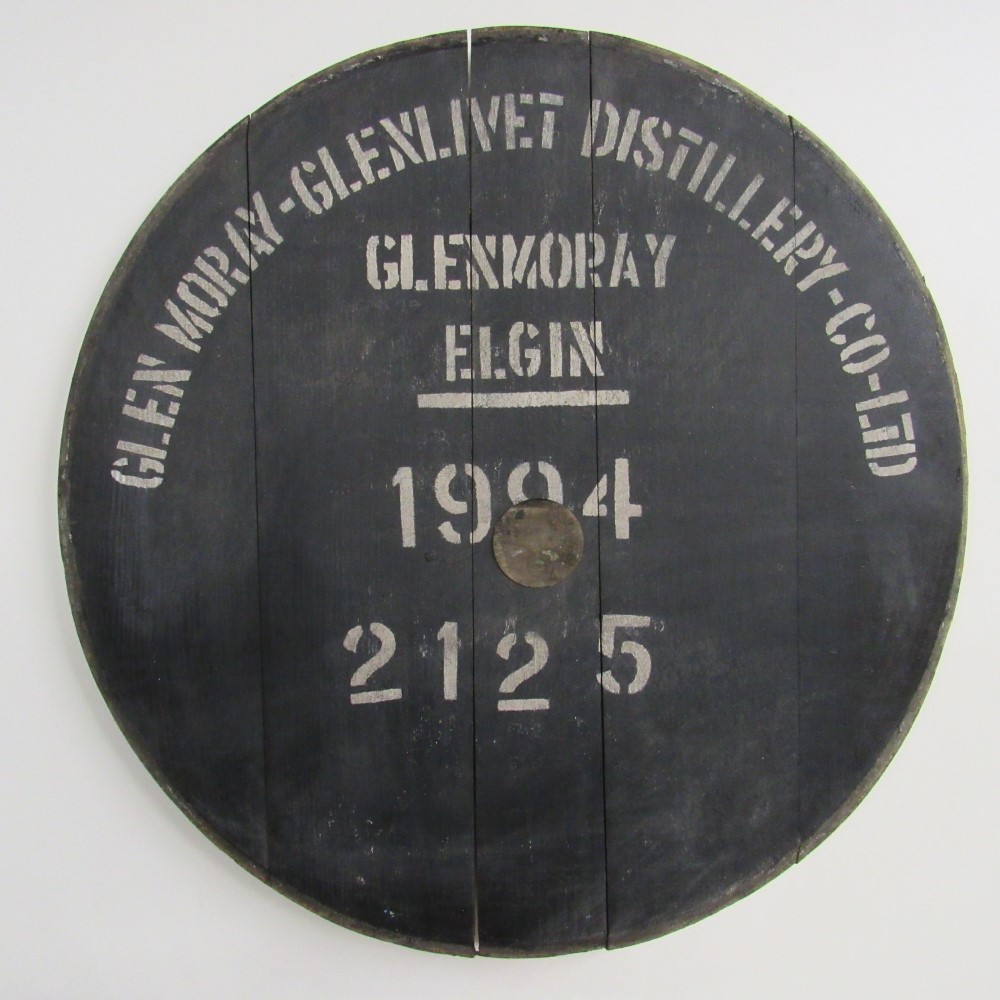 GLEN MORAY-GLENLIVET DISTILLERY-CO-LTD
GLENMORAY
ELGIN
1994
2125